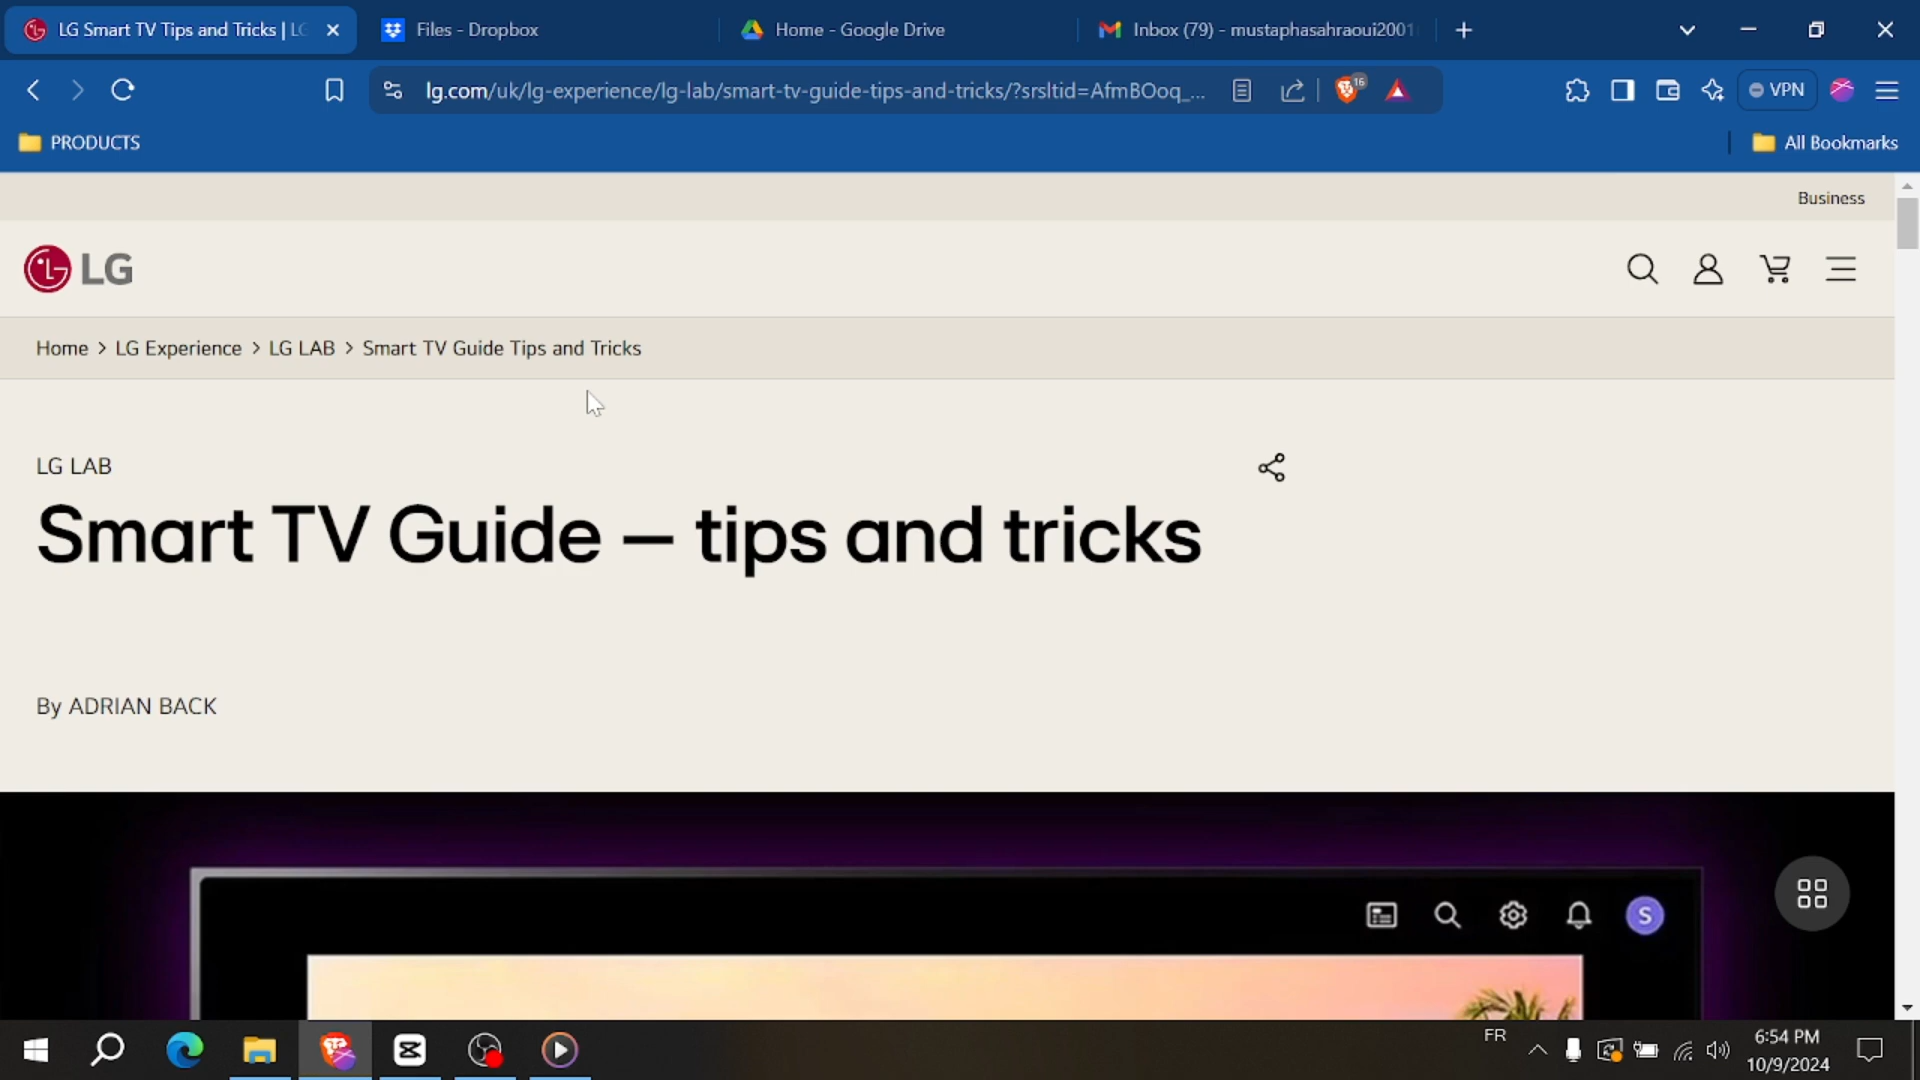 LG Smart TV Tips and Tricks | LG
Files - Dropbox
Home - Google Drive
Inbox (79) - mustaphasahraoui2001
lg.com/uk/lg-experience/lg-lab/smart-tv-guide-tips-and-tricks/?srsltid=AfmBOoq_...
16
VPN
PRODUCTS
All Bookmarks
Business
LG
Home > LG Experience > LG LAB > Smart TV Guide Tips and Tricks
LG LAB
Smart TV Guide – tips and tricks
By ADRIAN BACK
S
FR
6:54 PM
10/9/2024